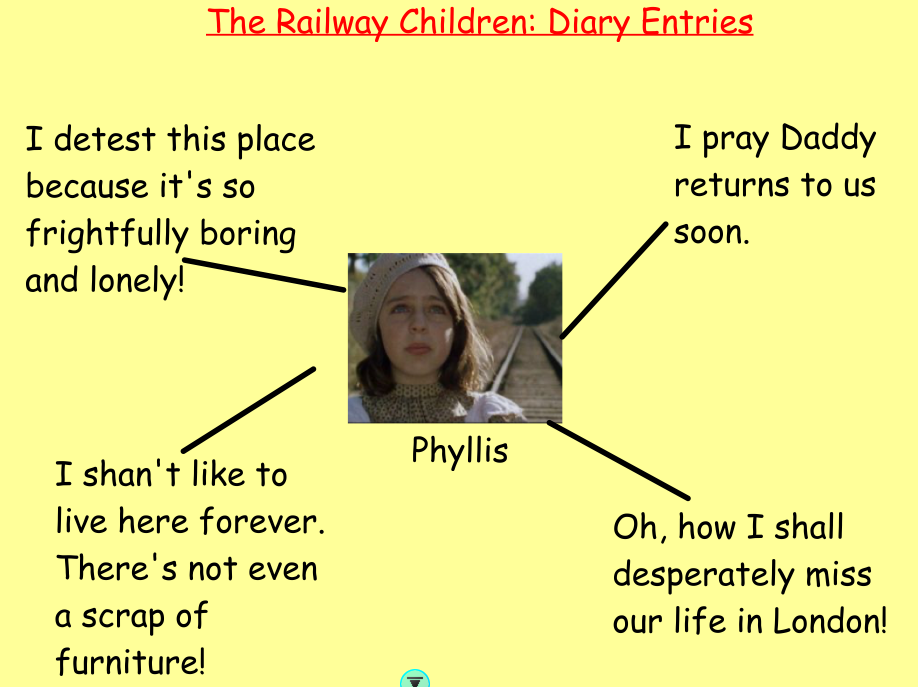 The Railway Children: Diary Entries
I detest this place
because it's so
frightfully boring
and lonely!
I pray Daddy
returns to us
soon.
Phyllis
I shan't like to
live here forever.
There's not even
a scrap of
furniture!
Oh, how I shall
desperately miss
our life in London!